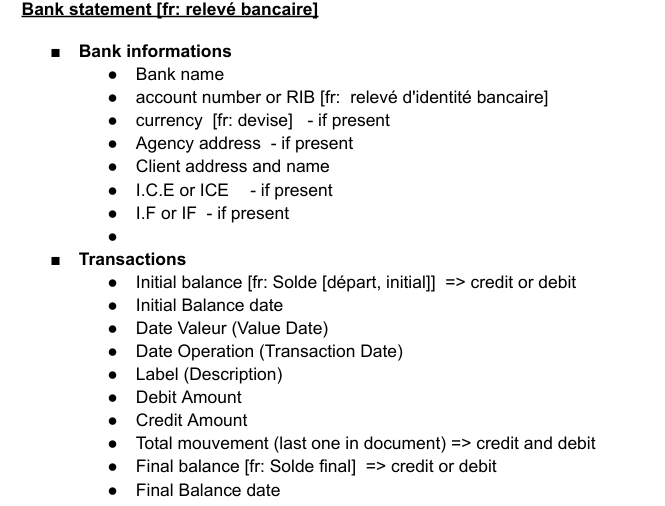 Bank statement [fr: relevé bancaire]
■ Bank informations
● Bank name
● account number or RIB [fr: relevé d'identité bancaire]
● currency [fr: devise] - if present
● Agency address - if present
● Client address and name
● I.C.E or ICE - if present
● I.F or IF - if present
●
■ Transactions
● Initial balance [fr: Solde [départ, initial]] => credit or debit
● Initial Balance date
● Date Valeur (Value Date)
● Date Operation (Transaction Date)
● Label (Description)
● Debit Amount
● Credit Amount
● Total mouvement (last one in document) => credit and debit
● Final balance [fr: Solde final] => credit or debit
● Final Balance date